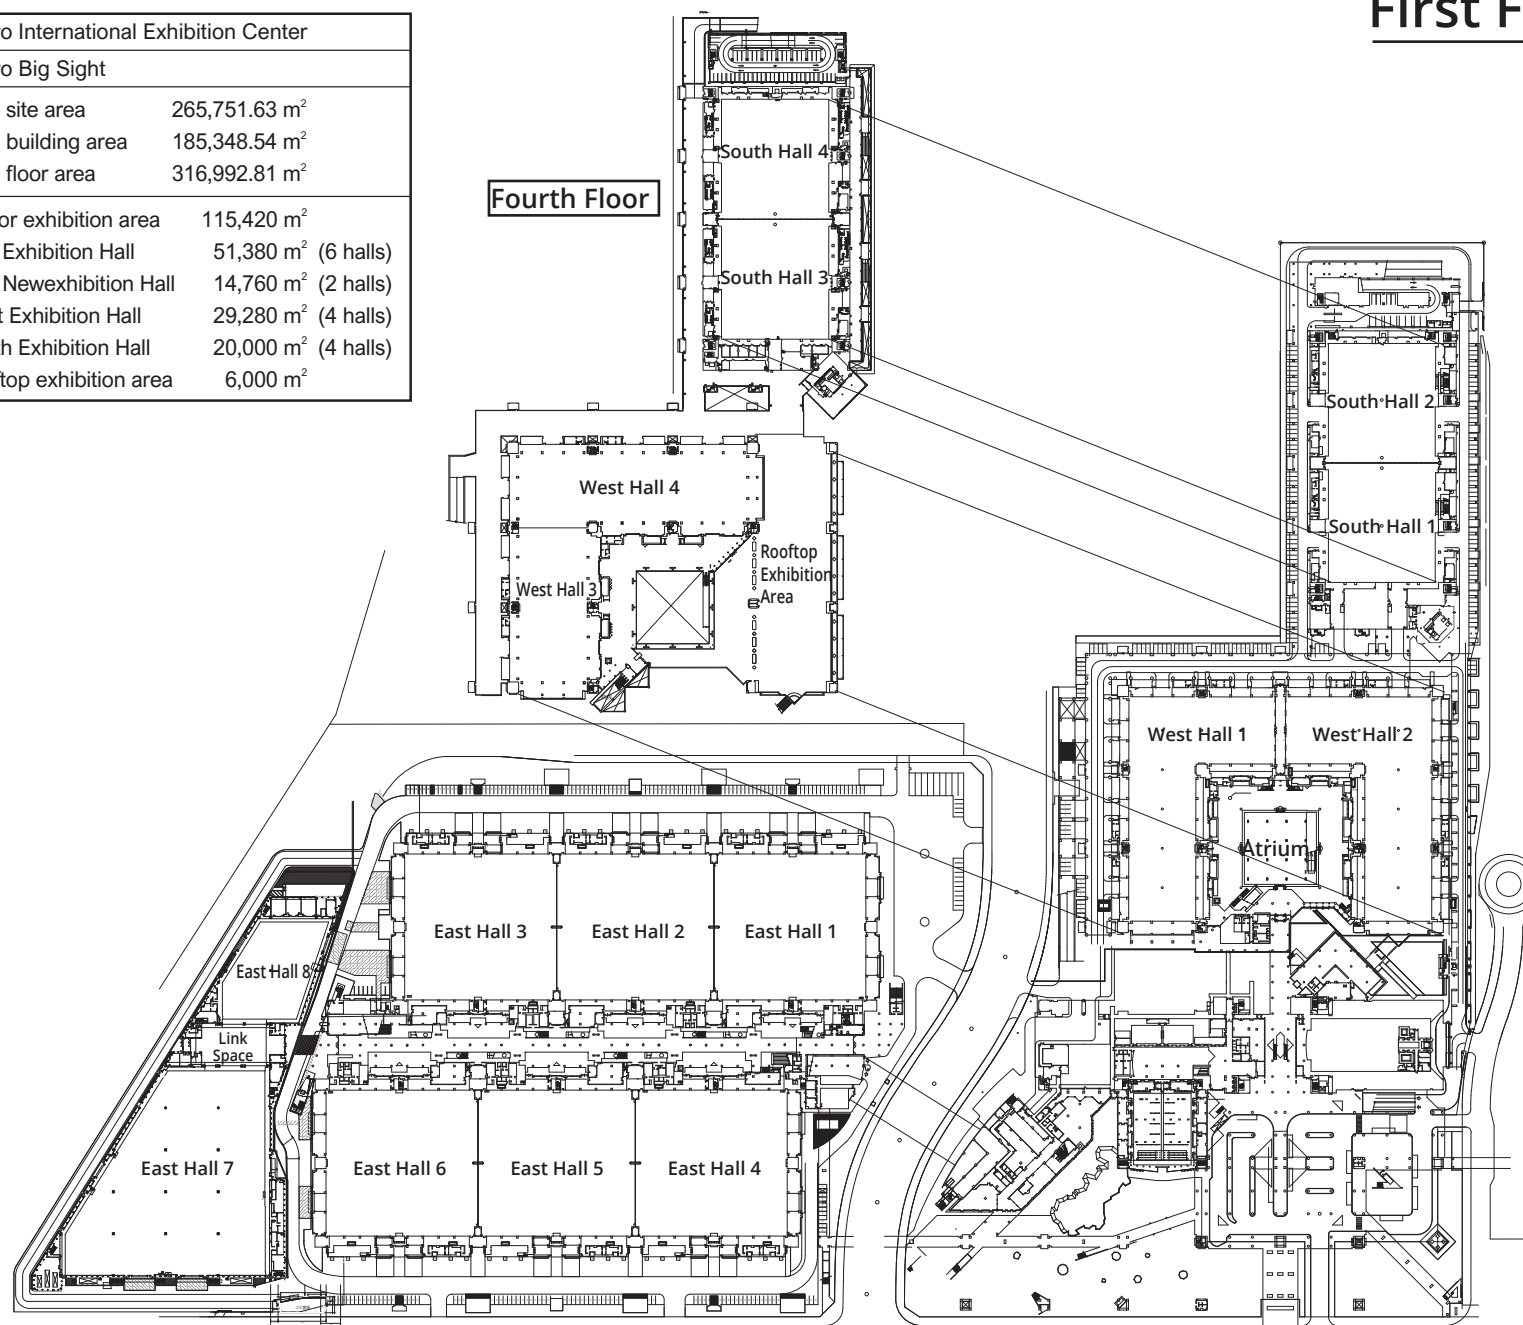 ro International Exhibition Center
ro Big Sight
site area 265,751.63 m²
building area 185,348.54 m²
floor area 316,992.81 m²
or exhibition area 115,420 m²
Exhibition Hall 51,380 m² (6 halls)
Newexhibition Hall 14,760 m² (2 halls)
t Exhibition Hall 29,280 m² (4 halls)
th Exhibition Hall 20,000 m² (4 halls)
ftop exhibition area 6,000 m²
First F
Fourth Floor
South Hall 4
South Hall 3
West Hall 4
West Hall 3
Rooftop
Exhibition
Area
South Hall 2
South Hall 1
West Hall 1
West Hall 2
Atrium
East Hall 3
East Hall 2
East Hall 1
East Hall 8
Link
Space
East Hall 7
East Hall 6
East Hall 5
East Hall 4